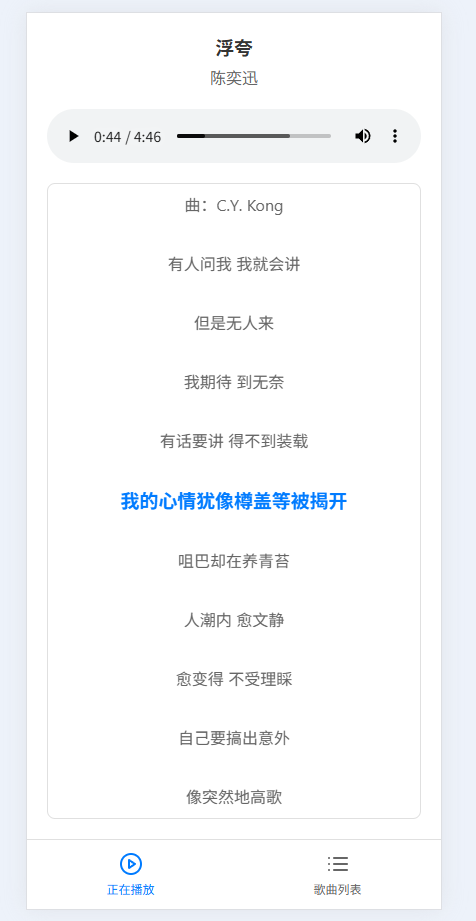 浮夸
陈奕迅
0:44 / 4:46
曲：C.Y. Kong
有人问我 我就会讲
但是无人来
我期待 到无奈
有话要讲 得不到装载
我的心情犹像樽盖等被揭开
咀巴却在养青苔
人潮内 愈文静
愈变得 不受理睬
自己要搞出意外
像突然地高歌
正在播放
歌曲列表